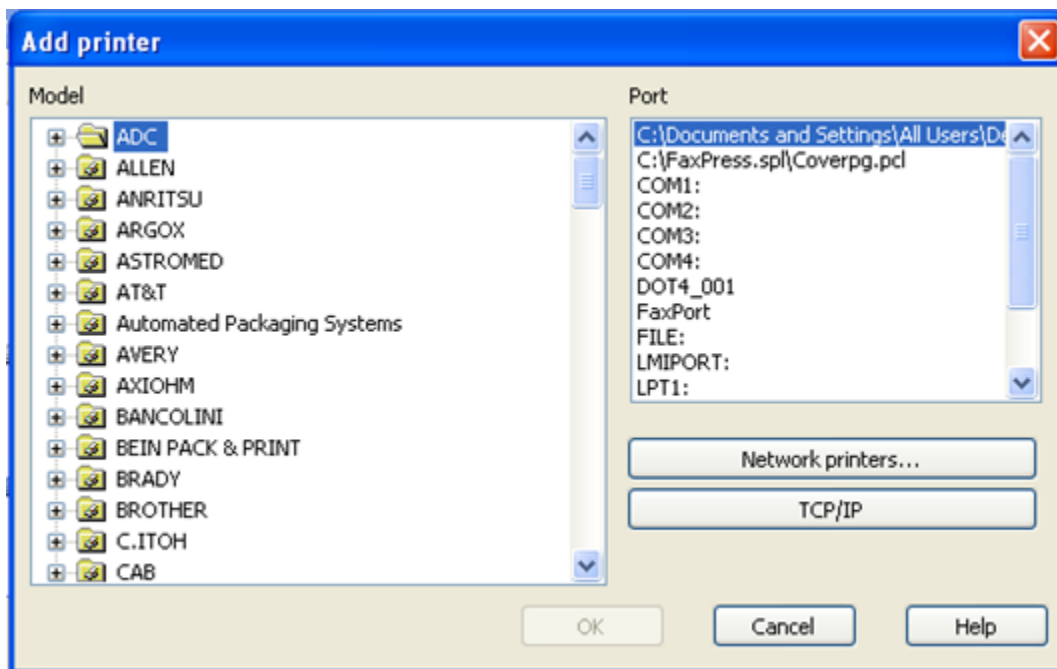 Add printer
Model
ADC
ALLEN
ANRITSU
ARGOX
ASTROMED
AT&T
Automated Packaging Systems
AVERY
AXIOHM
BANCOLINI
BEIN PACK & PRINT
BRADY
BROTHER
C.ITOH
CAB
Port
C:\Documents and Settings\All Users\De
C:\FaxPress.spl\Coverpg.pcl
COM1:
COM2:
COM3:
COM4:
DOT4_001
FaxPort
FILE:
LMIPORT:
LPT1:
Network printers...
TCP/IP
OK
Cancel
Help